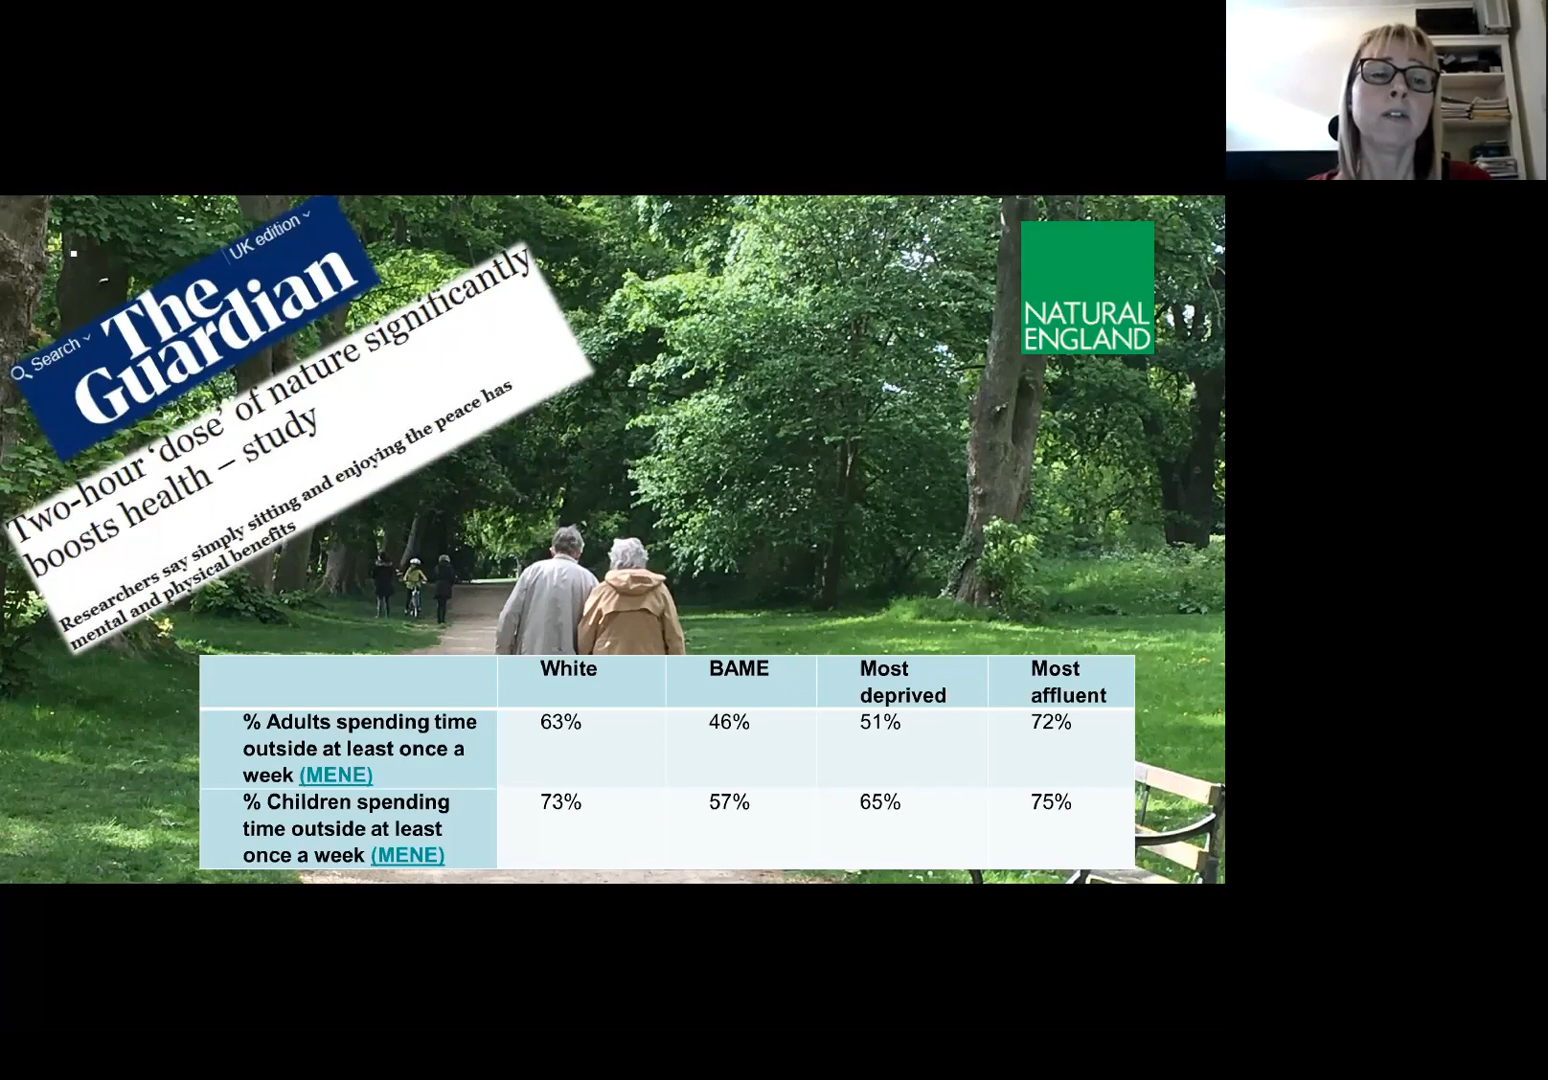 Search
UK edition
The
Guardian
Two-hour ‘dose’ of nature significantly
boosts health – study
Researchers say simply sitting and enjoying the peace has
mental and physical benefits
NATURAL
ENGLAND
White BAME Most deprived Most affluent
% Adults spending time
outside at least once a
week (MENE)
63% 46% 51% 72%
% Children spending
time outside at least
once a week (MENE)
73% 57% 65% 75%